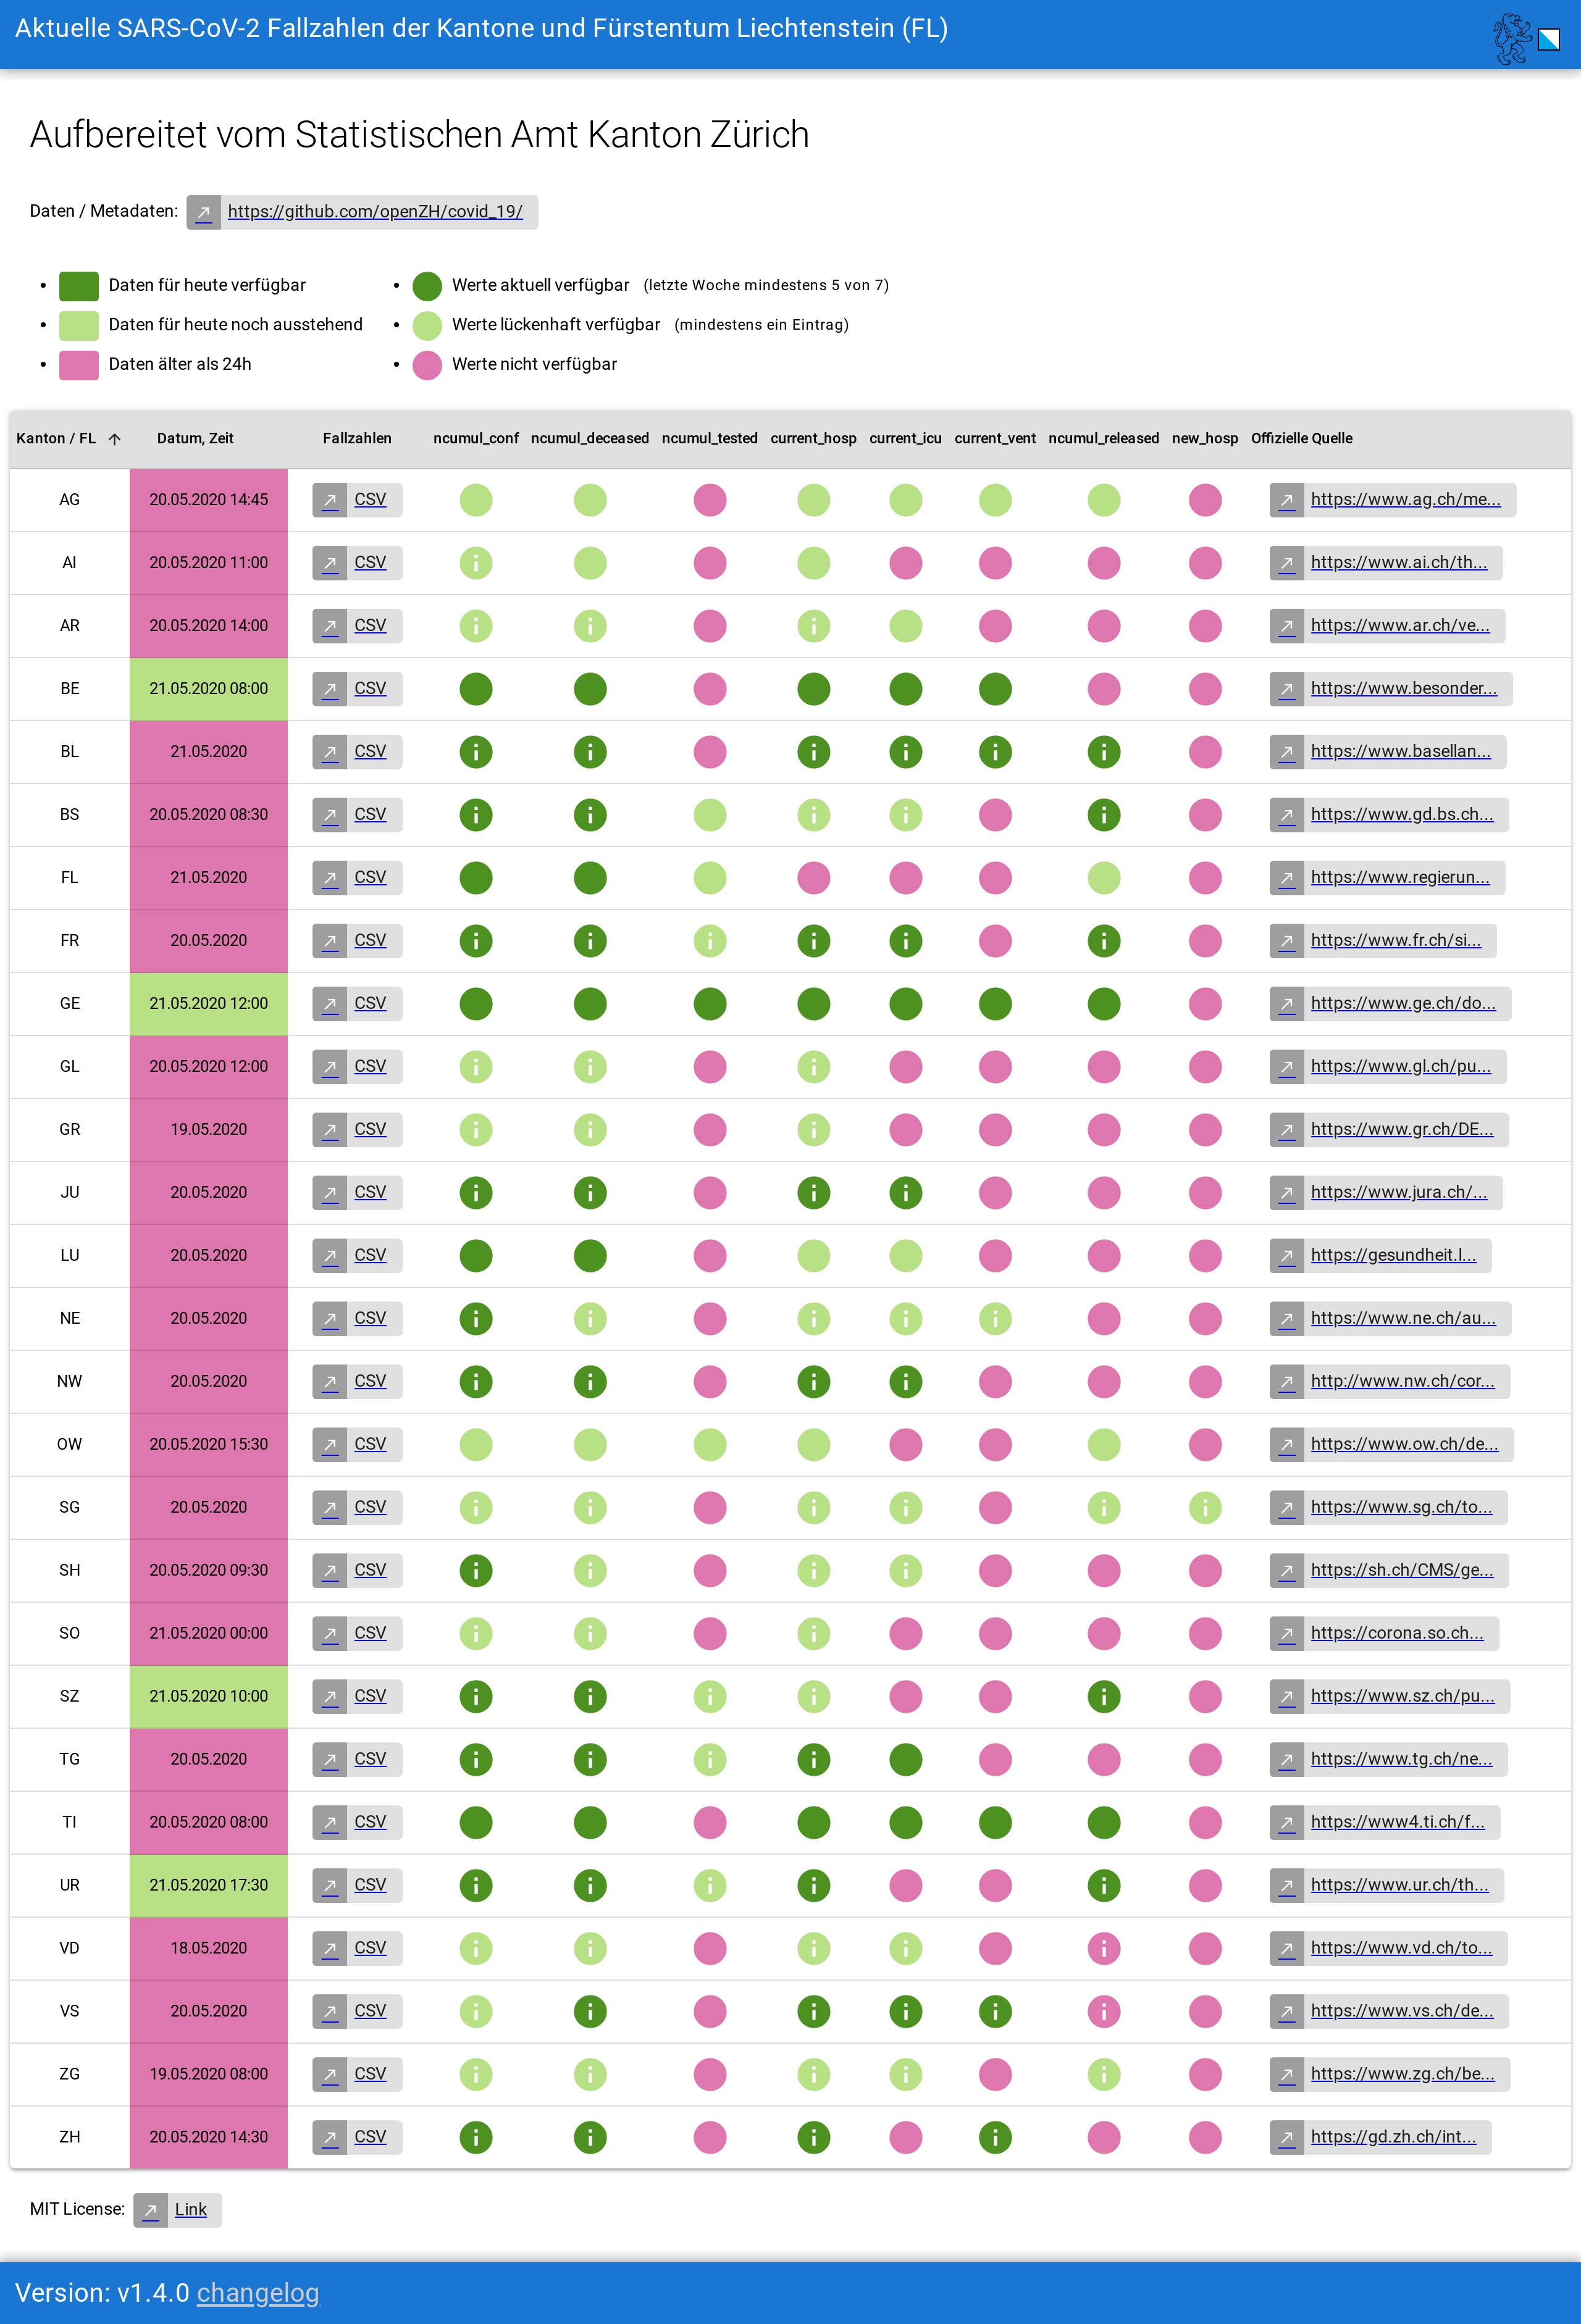 Aktuelle SARS-CoV-2 Fallzahlen der Kantone und Fürstentum Liechtenstein (FL)
Aufbereitet vom Statistischen Amt Kanton Zürich
Daten / Metadaten: https://github.com/openZH/covid_19/
Daten für heute verfügbar Werte aktuell verfügbar (letzte Woche mindestens 5 von 7)
Daten für heute noch ausstehend Werte lückenhaft verfügbar (mindestens ein Eintrag)
Daten älter als 24h Werte nicht verfügbar
Kanton / FL Datum, Zeit Fallzahlen ncumul_conf ncumul_deceased ncumul_tested current_hosp current_icu current_vent ncumul_released new_hosp Offizielle Quelle
AG 20.05.2020 14:45 CSV https://www.ag.ch/me...
AI 20.05.2020 11:00 CSV https://www.ai.ch/th...
AR 20.05.2020 14:00 CSV https://www.ar.ch/ve...
BE 21.05.2020 08:00 CSV https://www.besonder...
BL 21.05.2020 CSV https://www.basellan...
BS 20.05.2020 08:30 CSV https://www.gd.bs.ch...
FL 21.05.2020 CSV https://www.regierun...
FR 20.05.2020 CSV https://www.fr.ch/si...
GE 21.05.2020 12:00 CSV https://www.ge.ch/do...
GL 20.05.2020 12:00 CSV https://www.gl.ch/pu...
GR 19.05.2020 CSV https://www.gr.ch/DE...
JU 20.05.2020 CSV https://www.jura.ch/...
LU 20.05.2020 CSV https://gesundheit.l...
NE 20.05.2020 CSV https://www.ne.ch/au...
NW 20.05.2020 CSV http://www.nw.ch/cor...
OW 20.05.2020 15:30 CSV https://www.ow.ch/de...
SG 20.05.2020 CSV https://www.sg.ch/to...
SH 20.05.2020 09:30 CSV https://sh.ch/CMS/ge...
SO 21.05.2020 00:00 CSV https://corona.so.ch...
SZ 21.05.2020 10:00 CSV https://www.sz.ch/pu...
TG 20.05.2020 CSV https://www.tg.ch/ne...
TI 20.05.2020 08:00 CSV https://www4.ti.ch/f...
UR 21.05.2020 17:30 CSV https://www.ur.ch/th...
VD 18.05.2020 CSV https://www.vd.ch/to...
VS 20.05.2020 CSV https://www.vs.ch/de...
ZG 19.05.2020 08:00 CSV https://www.zg.ch/be...
ZH 20.05.2020 14:30 CSV https://gd.zh.ch/int...
MIT License: Link
Version: v1.4.0 changelog